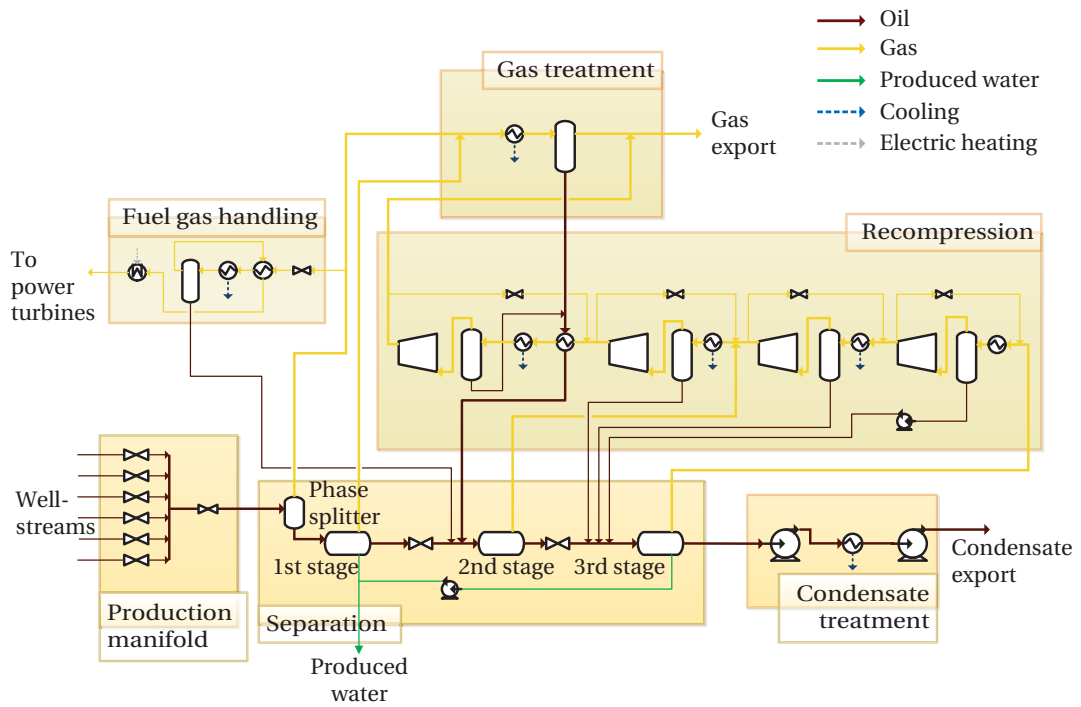 Oil
Gas
Produced water
Cooling
Electric heating
Gas treatment
Gas
export
Fuel gas handling
To
power
turbines
Recompression
Well-
streams
Phase
splitter
1st stage
2nd stage
3rd stage
Production
manifold
Separation
Condensate
export
Condensate
treatment
Produced
water